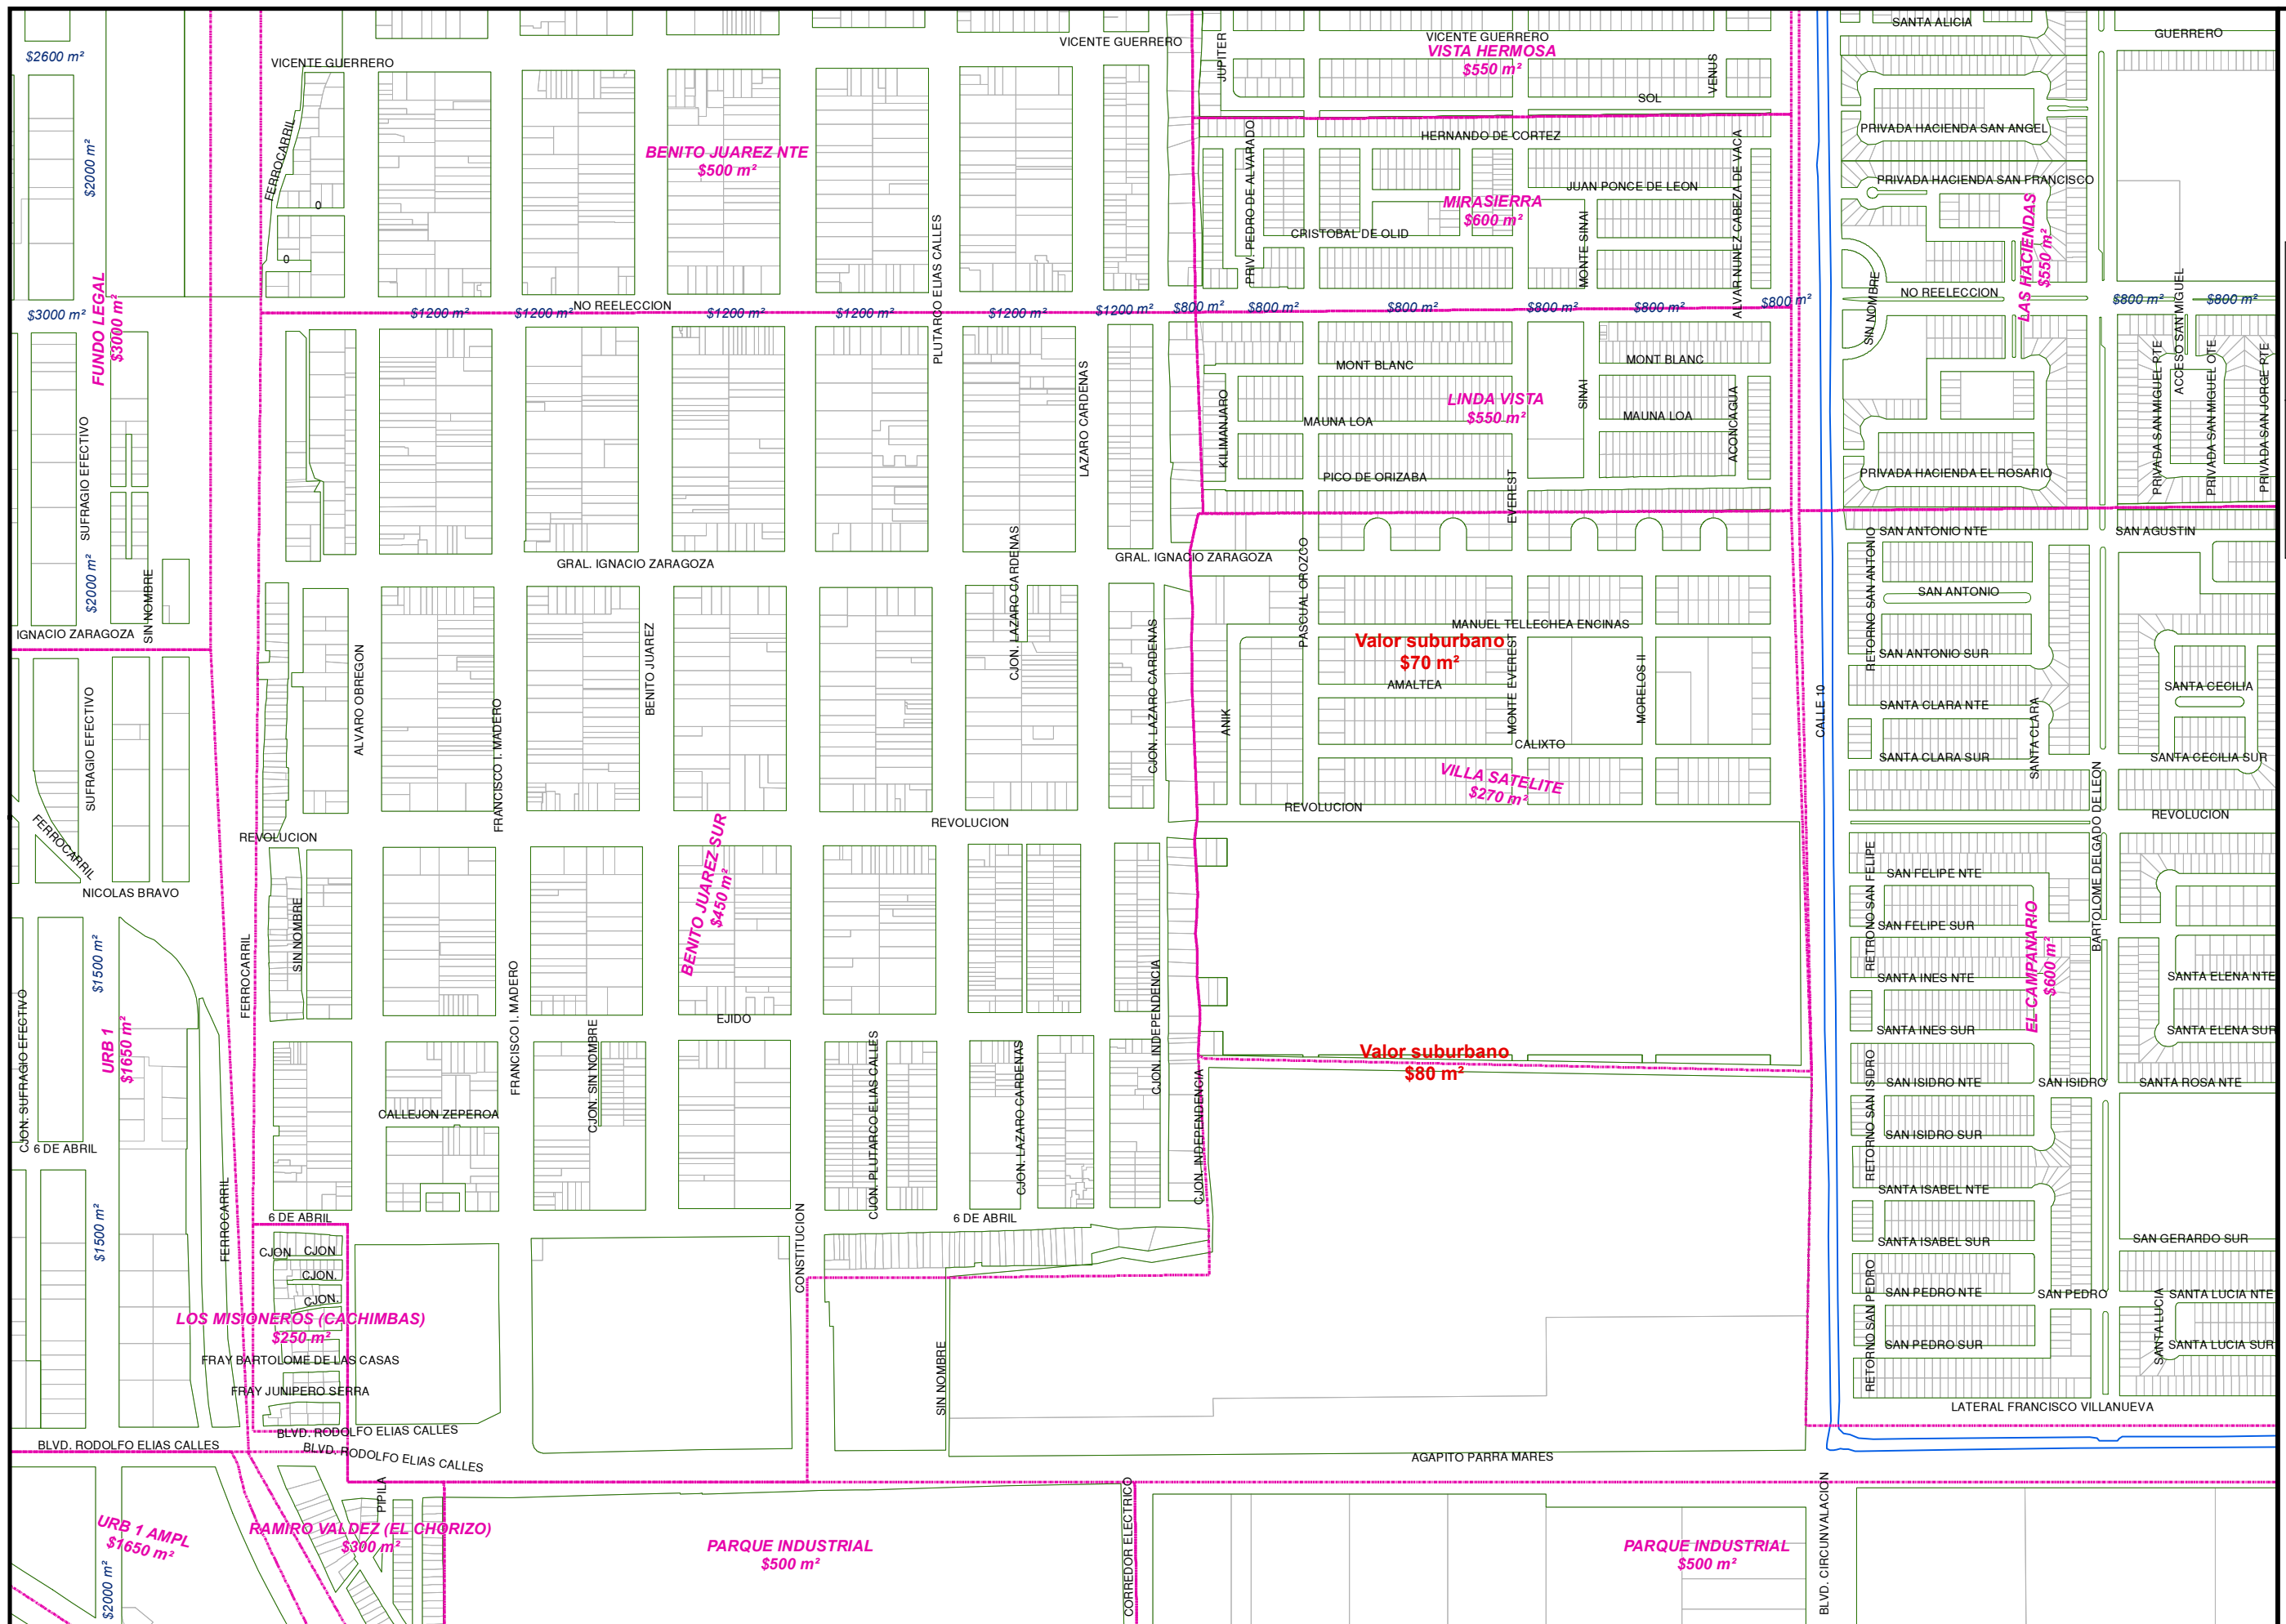 SANTA ALICIA
GUERRERO
VICENTE GUERRERO
VICENTE GUERRERO
VISTA HERMOSA
$550 m²
$2600 m²
VICENTE GUERRERO
JUPITER
VENUS
SOL
FERROCARRIL
$2000 m²
BENITO JUAREZ NTE
$500 m²
HERNANDO DE CORTEZ
PRIVADA HACIENDA SAN ANGEL
PRIV. PEDRO DE ALVARADO
JUAN PONCE DE LEON
ALVAR NUNEZ CABEZA DE VACA
PRIVADA HACIENDA SAN FRANCISCO
MIRASIERRA
$600 m²
0
0
CRISTOBAL DE OLID
MONTE SINAI
LAS HACIENDAS
$550 m²
PLUTARCO ELIAS CALLES
SIN NOMBRE
NO REELECCION
ACCESO SAN MIGUEL
FUNDO LEGAL
$3000 m²
$3000 m²
NO REELECCION
$1200 m²
$1200 m²
$1200 m²
$1200 m²
$1200 m²
$1200 m²
$800 m²
$800 m²
$800 m²
$800 m²
$800 m²
$800 m²
$800 m²
$800 m²
MONT BLANC
MONT BLANC
LINDA VISTA
$550 m²
KILIMANJARO
MAUNA LOA
MAUNA LOA
SINAI
ACONCAGUA
LAZARO CARDENAS
PRIVADA SAN MIGUEL PTE
PRIVADA SAN MIGUEL OTE
PRIVADA SAN JORGE PTE
SUFRAGIO EFECTIVO
PICO DE ORIZABA
EVEREST
PRIVADA HACIENDA EL ROSARIO
SAN ANTONIO NTE
SAN AGUSTIN
GRAL. IGNACIO ZARAGOZA
GRAL. IGNACIO ZARAGOZA
$2000 m²
SIN NOMBRE
CJON. LAZARO CARDENAS
PASCUAL OROZCO
RETORNO SAN ANTONIO
SAN ANTONIO
IGNACIO ZARAGOZA
MANUEL TELLECHEA ENCINAS
Valor suburbano
$70 m²
SAN ANTONIO SUR
ALVARO OBREGON
BENITO JUAREZ
CJON. LAZARO CARDENAS
AMALTEA
MONTE EVEREST
MORELOS II
CALLE 10
SANTA CECILIA
SANTA CLARA NTE
SANTA CLARA
SUFRAGIO EFECTIVO
FRANCISCO I. MADERO
ANIK
CALIXTO
SANTA CLARA SUR
SANTA CECILIA SUR
VILLA SATELITE
$270 m²
REVOLUCION
REVOLUCION
REVOLUCION
REVOLUCION
FERROCARRIL
NICOLAS BRAVO
BENITO JUAREZ SUR
$450 m²
BARTOLOME DELGADO DE LEON
RETRONO SAN FELIPE
SAN FELIPE NTE
SAN FELIPE SUR
EL CAMPANARIO
$600 m²
SIN NOMBRE
FERROCARRIL
$1500 m²
SANTA INES NTE
SANTA ELENA NTE
FRANCISCO I. MADERO
EJIDO
CJON. INDEPENDENCIA
SANTA INES SUR
SANTA ELENA SUR
URB 1
$1650 m²
CJON. SUFRAGIO EFECTIVO
CJON. SIN NOMBRE
CJON. PLUTARCO ELIAS CALLES
CJON. LAZARO CARDENAS
CJON. INDEPENDENCIA
Valor suburbano
$80 m²
RETORNO SAN ISIDRO
SAN ISIDRO NTE
SAN ISIDRO
SANTA ROSA NTE
CALLEJON ZEPEROA
SAN ISIDRO SUR
6 DE ABRIL
SANTA ISABEL NTE
FERROCARRIL
$1500 m²
6 DE ABRIL
6 DE ABRIL
CONSTITUCION
SANTA ISABEL SUR
SAN GERARDO SUR
CJON
CJON
CJON.
CJON.
RETORNO SAN PEDRO
SAN PEDRO NTE
SAN PEDRO
SANTA LUCIA NTE
LOS MISIONEROS (CACHIMBAS)
$250 m²
SANTA LUCIA
SAN PEDRO SUR
SANTA LUCIA SUR
FRAY BARTOLOME DE LAS CASAS
SIN NOMBRE
FRAY JUNIPERO SERRA
LATERAL FRANCISCO VILLANUEVA
BLVD. RODOLFO ELIAS CALLES
BLVD. RODOLFO ELIAS CALLES
BLVD. RODOLFO ELIAS CALLES
AGAPITO PARRA MARES
PIPILA
CORREDOR ELECTRICO
BLVD. CIRCUNVALACION
URB 1 AMPL
$1650 m²
RAMIRO VALDEZ (EL CHORIZO)
$300 m²
PARQUE INDUSTRIAL
$500 m²
PARQUE INDUSTRIAL
$500 m²
$2000 m²